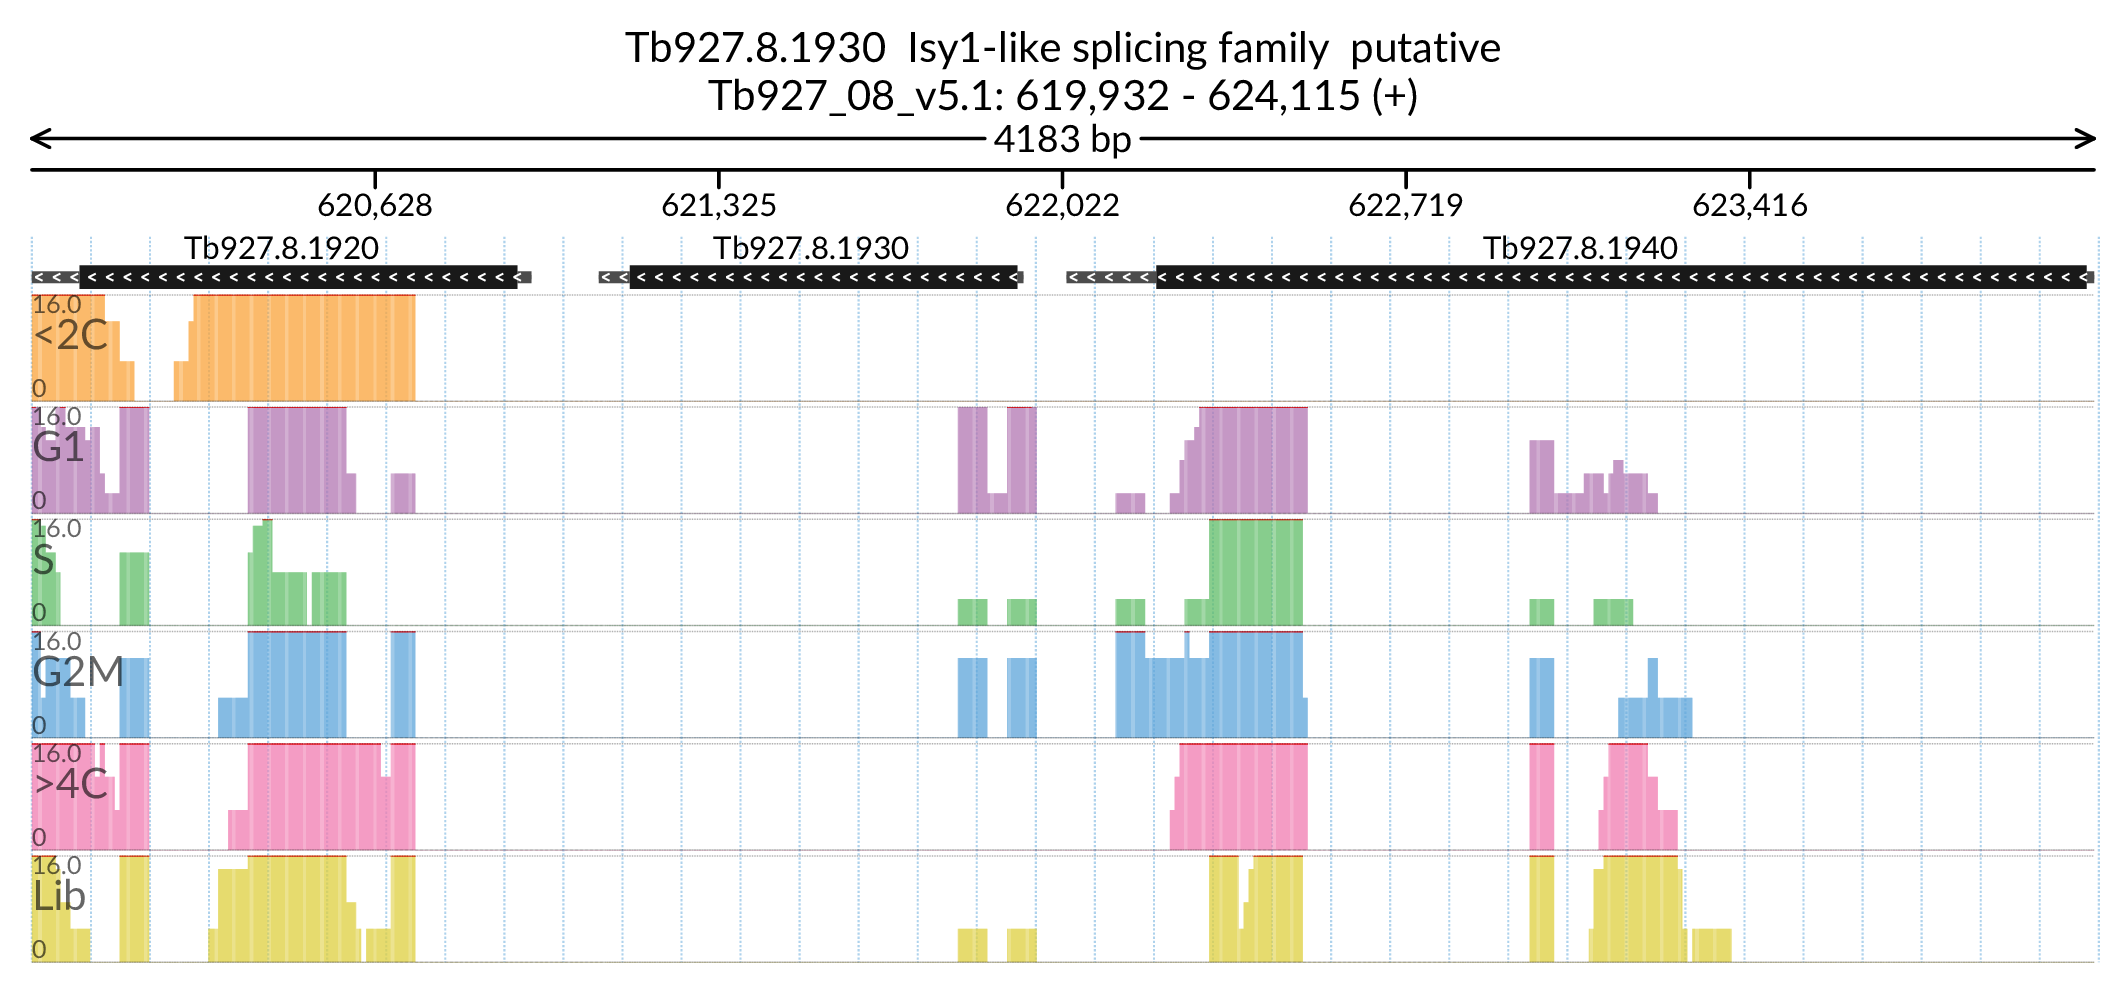 Tb927.8.1930  Isy1-like splicing family  putative
Tb927_08_v5.1: 619,932 - 624,115 (+)
4183 bp
620,628 621,325 622,022 622,719 623,416
Tb927.8.1920 Tb927.8.1930 Tb927.8.1940
16.0
<2C
0
16.0
G1
0
16.0
S
0
16.0
G2M
0
16.0
>4C
0
16.0
Lib
0